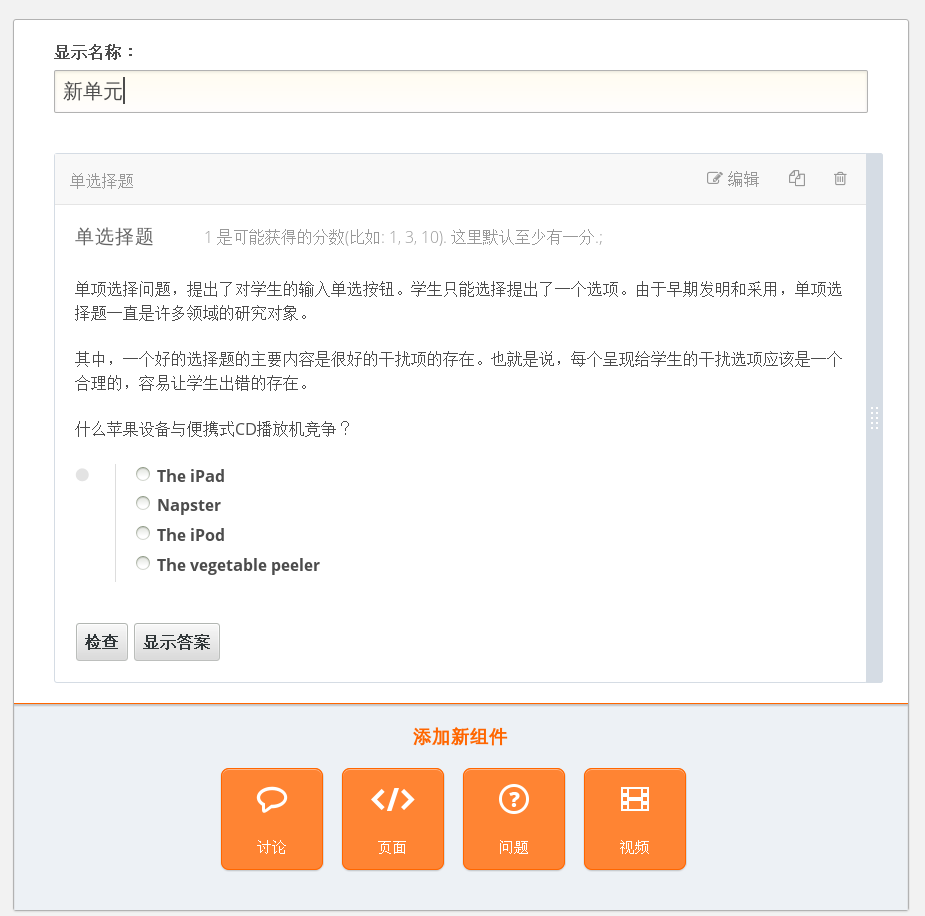 显示名称：
新单元
单选择题
编辑
单选择题 1 是可能获得的分数(比如: 1, 3, 10). 这里默认至少有一分.;
单项选择问题，提出了对学生的输入单选按钮。学生只能选择提出了一个选项。由于早期发明和采用，单项选
择题一直是许多领域的研究对象。
其中，一个好的选择题的主要内容是很好的干扰项的存在。也就是说，每个呈现给学生的干扰选项应该是一个
合理的，容易让学生出错的存在。
什么苹果设备与便携式CD播放机竞争？
The iPad
Napster
The iPod
The vegetable peeler
检查 显示答案
添加新组件
讨论 页面 问题 视频